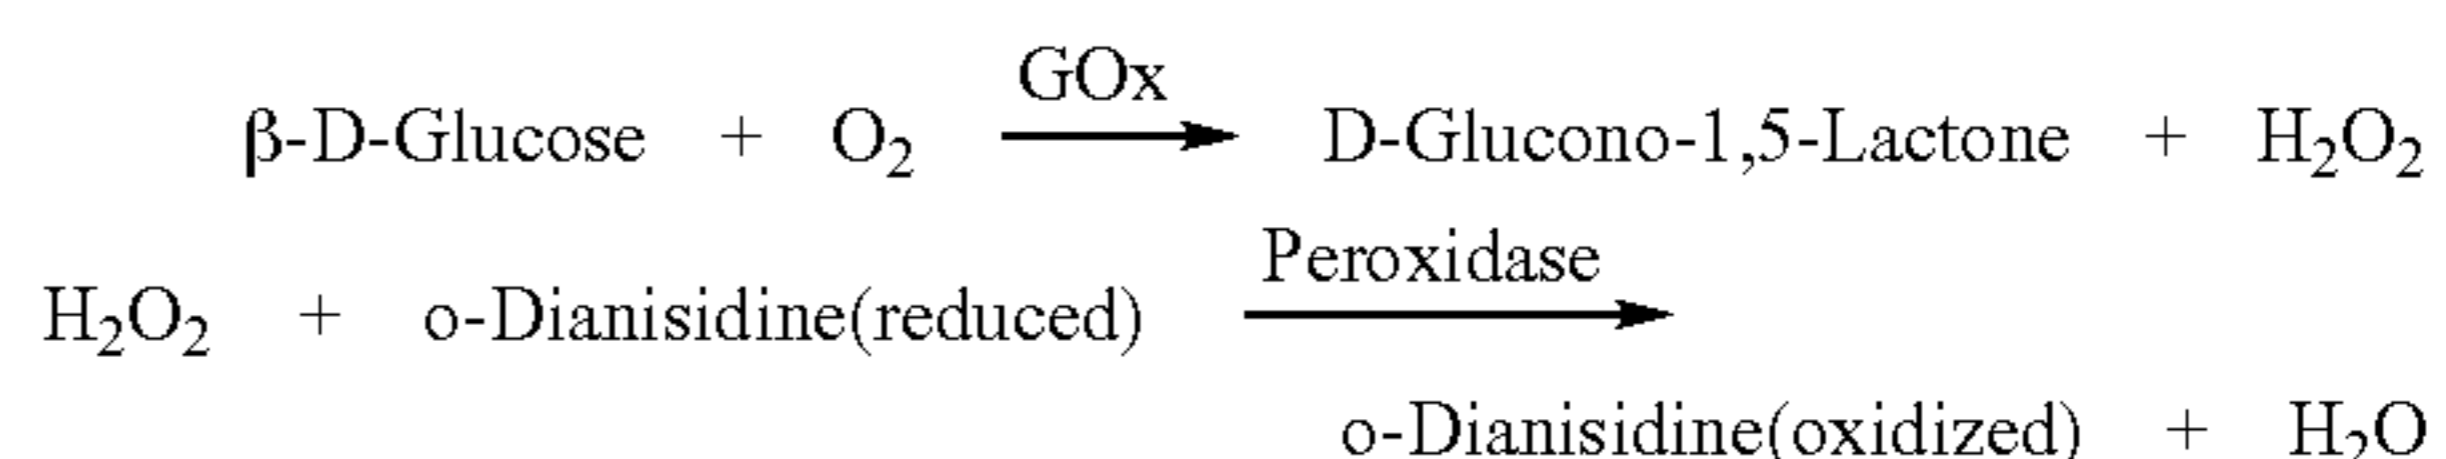 GOx
β-D-Glucose + O₂ → D-Glucono-1,5-Lactone + H₂O₂
Peroxidase
H₂O₂ + o-Dianisidine(reduced) →
o-Dianisidine(oxidized) + H₂O